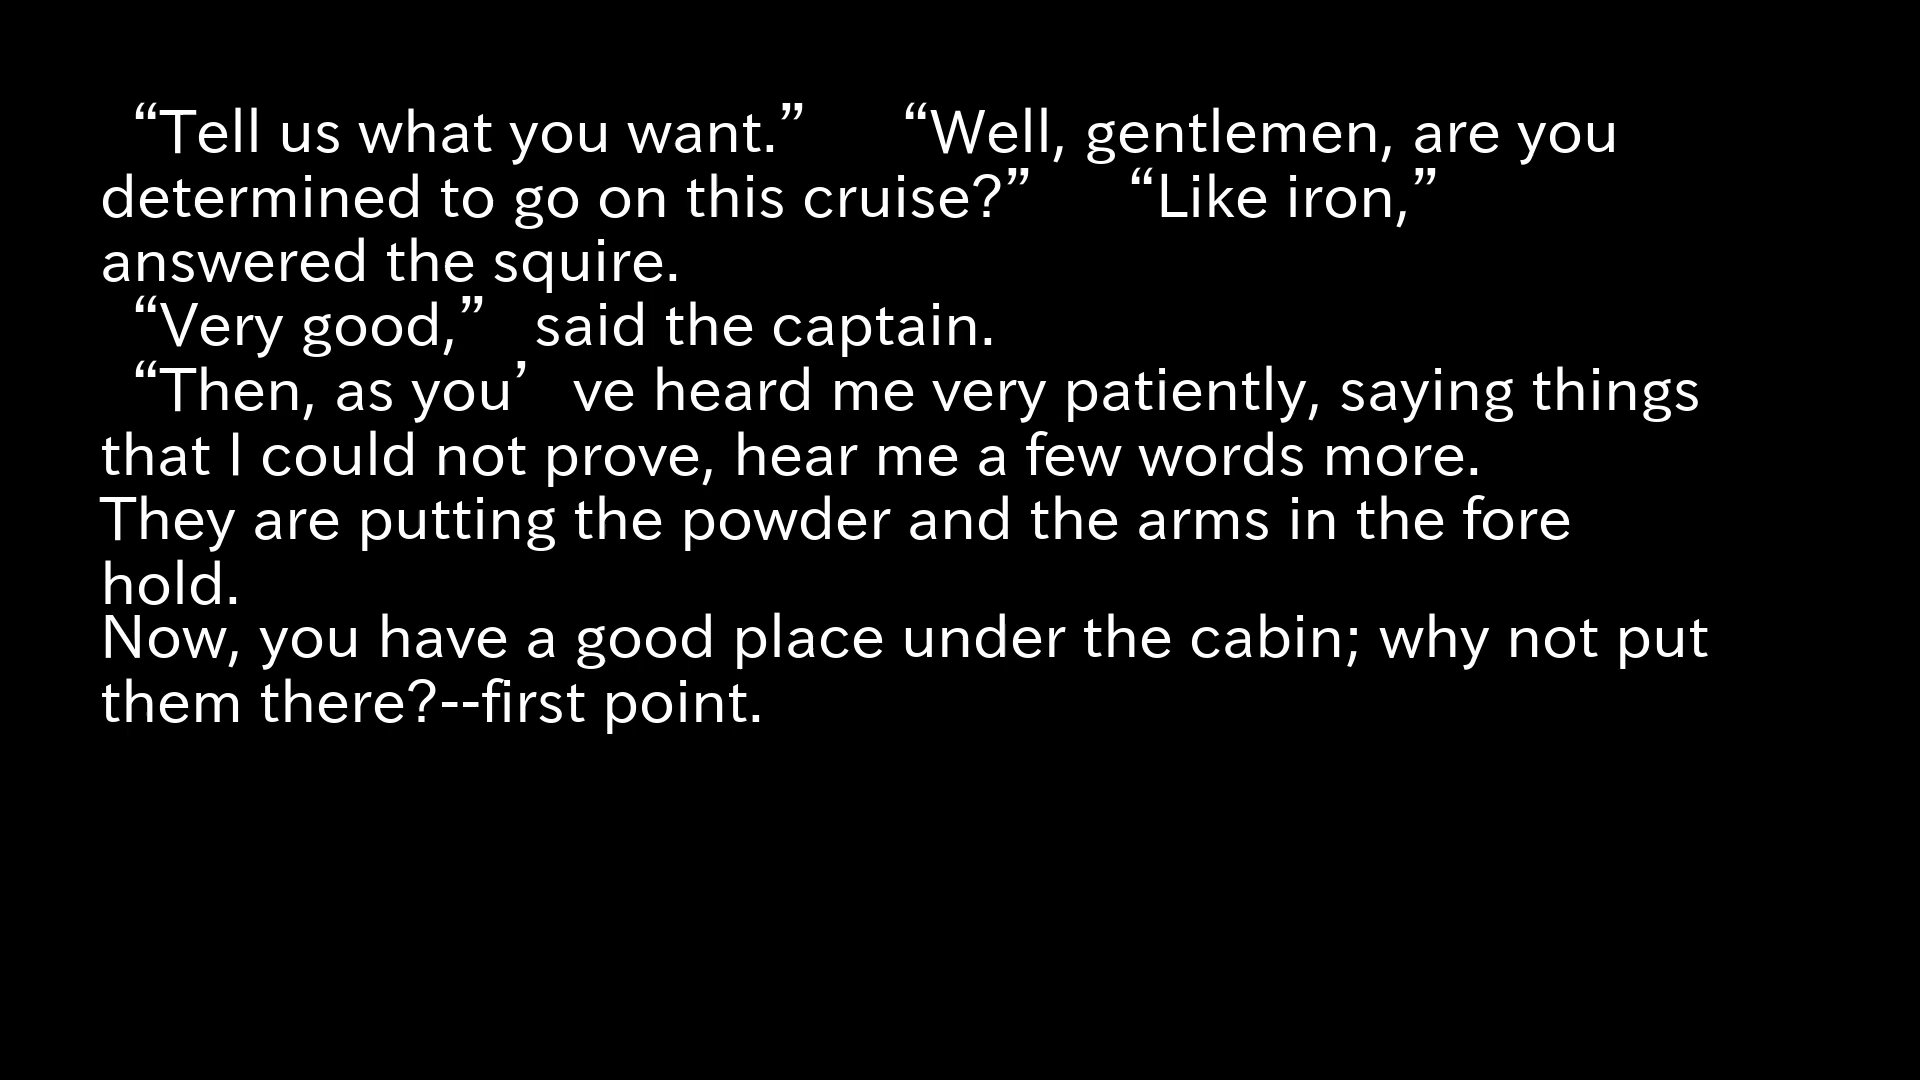 “Tell us what you want.” “Well, gentlemen, are you
determined to go on this cruise?” “Like iron,”
answered the squire.
“Very good,” said the captain.
“Then, as you’ve heard me very patiently, saying things
that I could not prove, hear me a few words more.
They are putting the powder and the arms in the fore
hold.
Now, you have a good place under the cabin; why not put
them there?--first point.